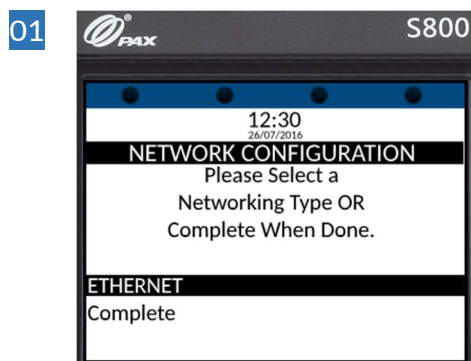 01
PAX
S800
12:30
26/07/2016
NETWORK CONFIGURATION
Please Select a
Networking Type OR
Complete When Done.
ETHERNET
Complete